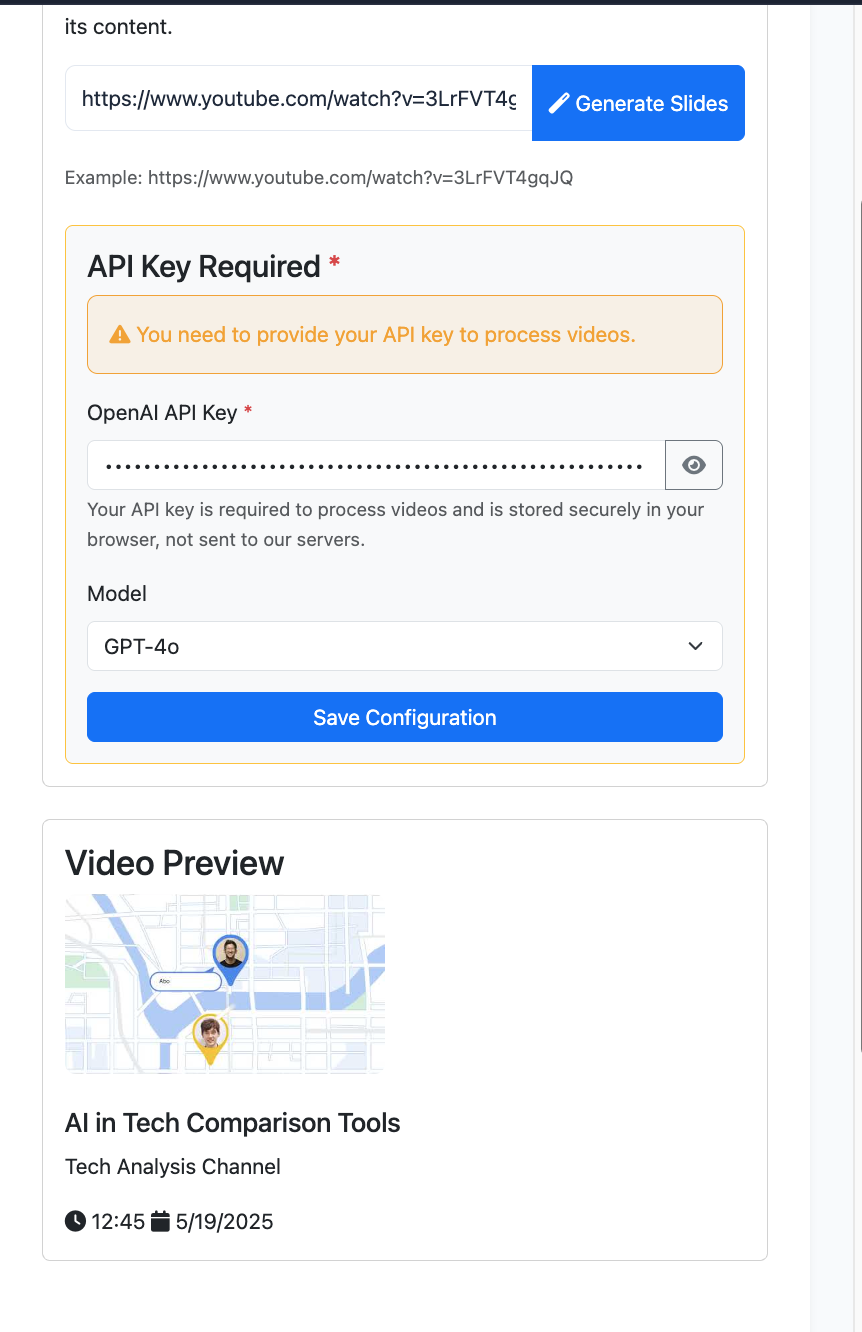 its content.
https://www.youtube.com/watch?v=3LrFVT4g
Generate Slides
Example: https://www.youtube.com/watch?v=3LrFVT4gqJQ
API Key Required *
You need to provide your API key to process videos.
OpenAI API Key *
••••••••••••••••••••••••••••••••••••••••••••••••••••••••
Your API key is required to process videos and is stored securely in your
browser, not sent to our servers.
Model
GPT-4o
Save Configuration
Video Preview
Abo
AI in Tech Comparison Tools
Tech Analysis Channel
12:45 5/19/2025